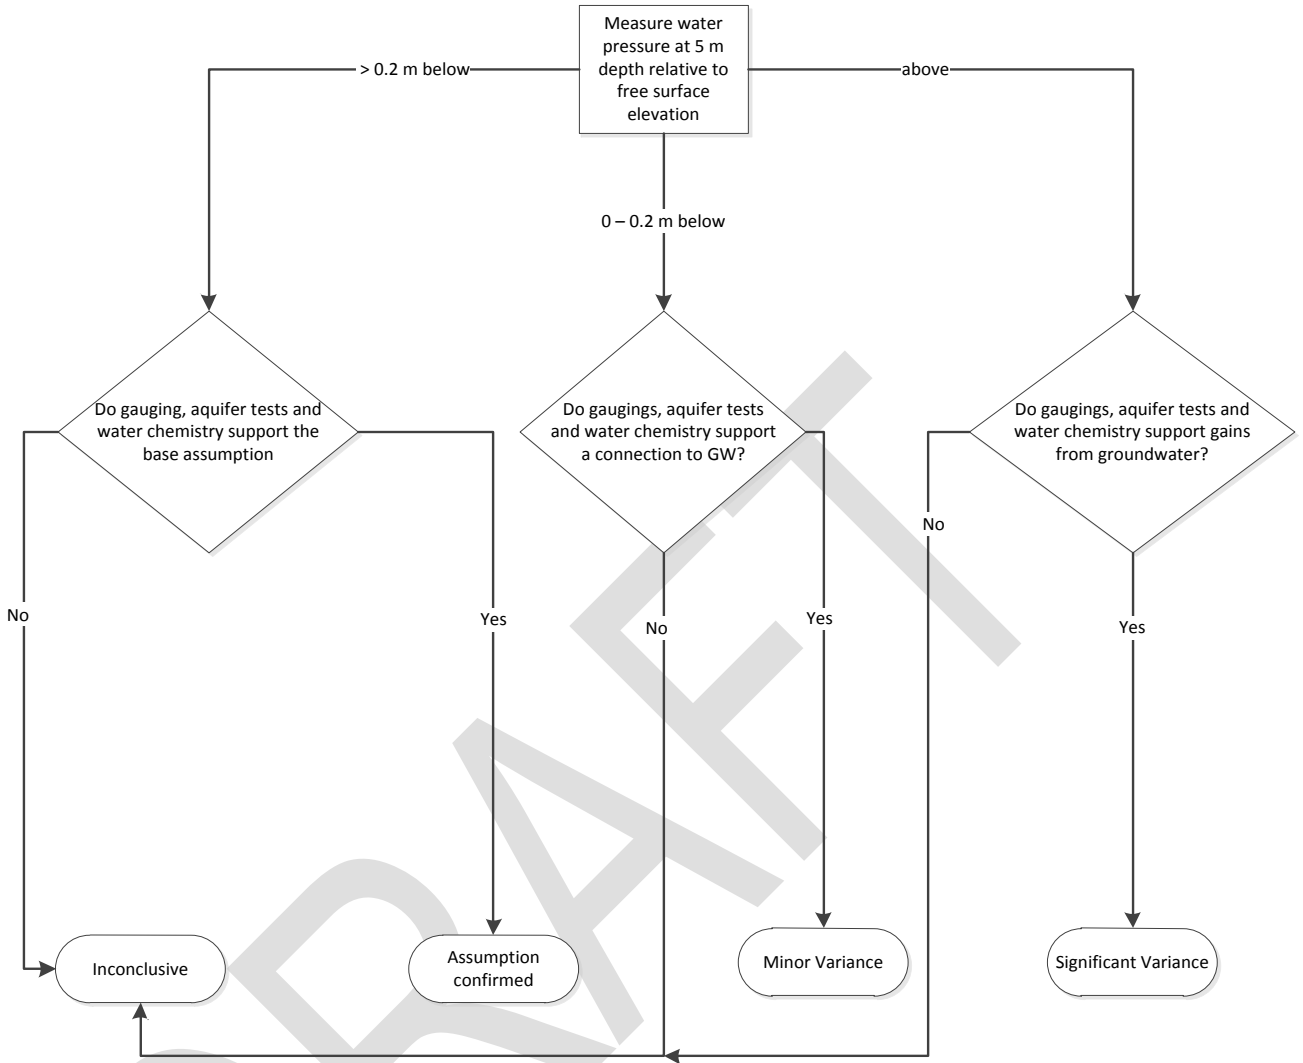 Measure water
pressure at 5 m
depth relative to
free surface
elevation
> 0.2 m below
above
0 – 0.2 m below
Do gauging, aquifer tests and
water chemistry support the
base assumption
Do gaugings, aquifer tests
and water chemistry support
a connection to GW?
Do gaugings, aquifer tests and
water chemistry support gains
from groundwater?
No
No
Yes
No
Yes
Yes
Inconclusive
Assumption
confirmed
Minor Variance
Significant Variance
DRAFT